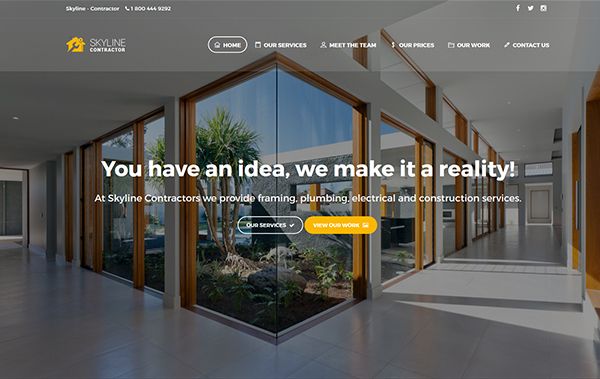 Skyline - Contractor 1 800 444 9292
SKYLINE
CONTRACTOR
HOME OUR SERVICES MEET THE TEAM OUR PRICES OUR WORK CONTACT US
You have an idea, we make it a reality!
At Skyline Contractors we provide framing, plumbing, electrical and construction services.
OUR SERVICES VIEW OUR WORK